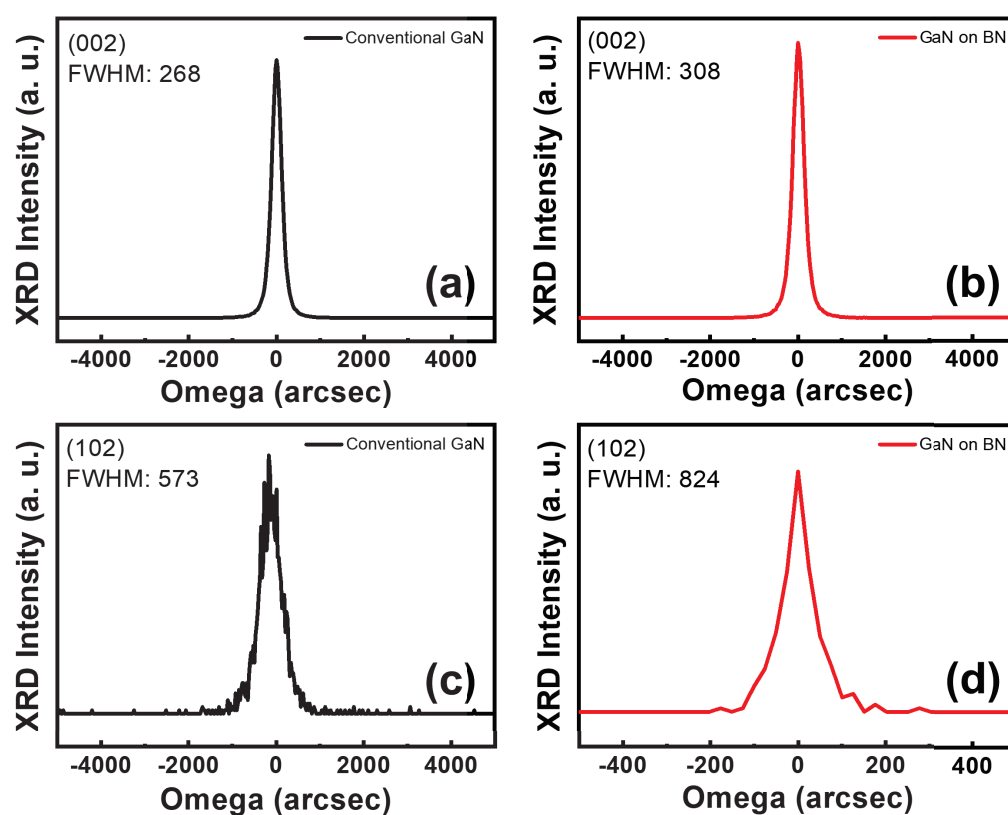 (002)
FWHM: 268
Conventional GaN
XRD Intensity (a. u.)
(a)
-4000 -2000 0 2000 4000
Omega (arcsec)
(002)
FWHM: 308
GaN on BN
XRD Intensity (a. u.)
(b)
-4000 -2000 0 2000 4000
Omega (arcsec)
(102)
FWHM: 573
Conventional GaN
XRD Intensity (a. u.)
(c)
-4000 -2000 0 2000 4000
Omega (arcsec)
(102)
FWHM: 824
GaN on BN
XRD Intensity (a. u.)
(d)
-400 -200 0 200 400
Omega (arcsec)